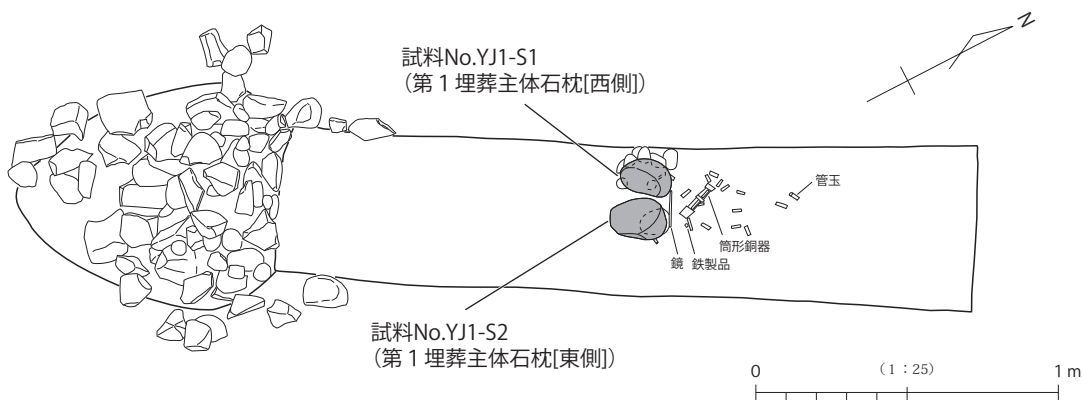 N
試料No.YJ1-S1
（第１埋葬主体石枕[西側]）
管玉
筒形銅器
鏡 鉄製品
試料No.YJ1-S2
（第１埋葬主体石枕[東側]）
（1：25）
0 1 m